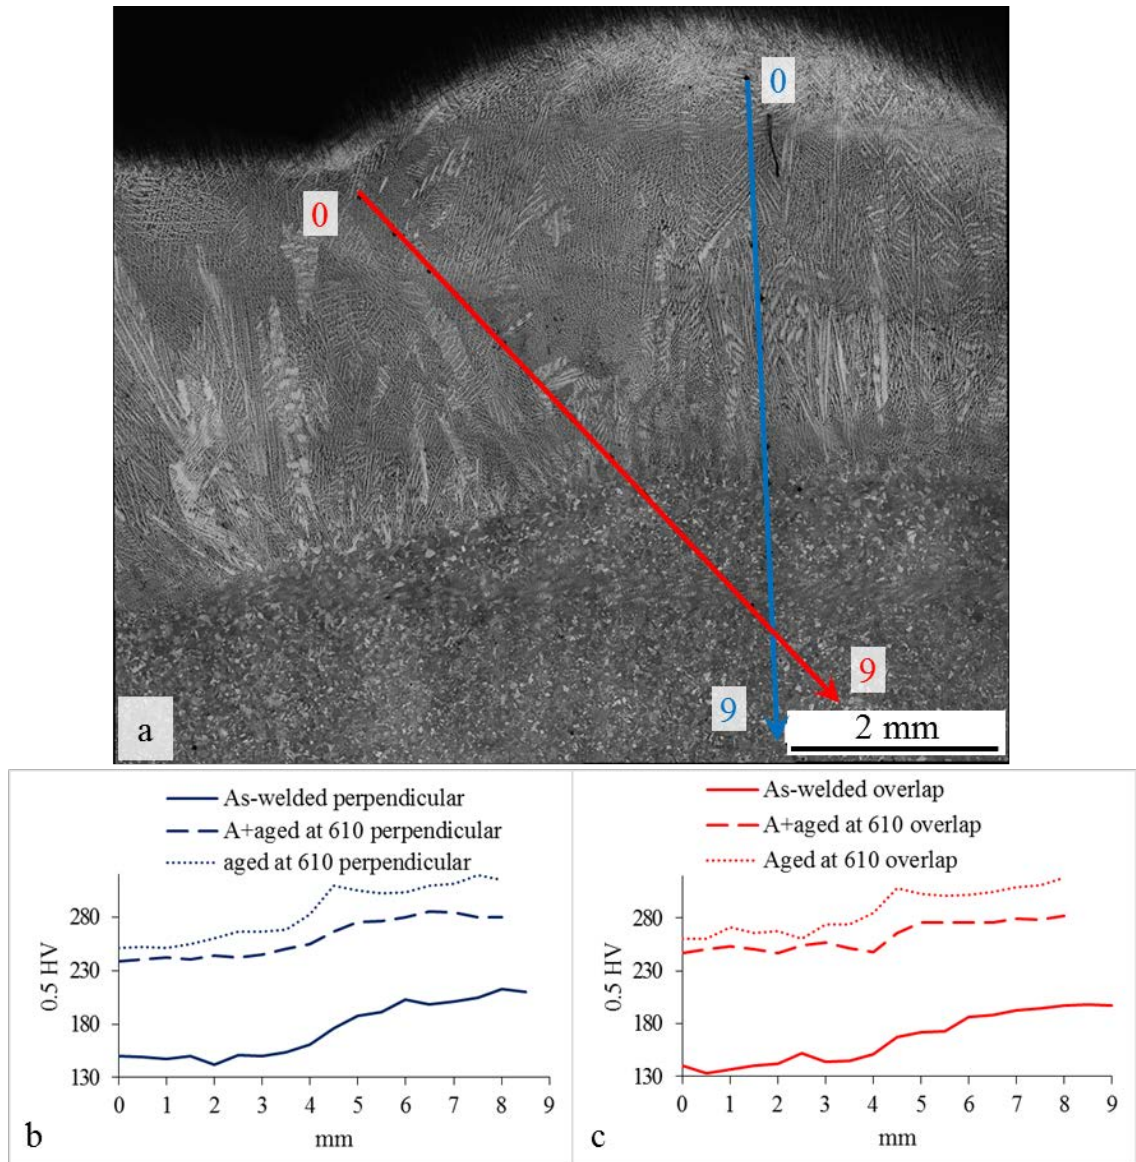 0
0
9
9
a
2 mm
As-welded perpendicular
A+aged at 610 perpendicular
aged at 610 perpendicular
280
230
180
130
0.5 HV
0 1 2 3 4 5 6 7 8 9
mm
b
As-welded overlap
A+aged at 610 overlap
Aged at 610 overlap
280
230
180
130
0.5 HV
0 1 2 3 4 5 6 7 8 9
mm
c